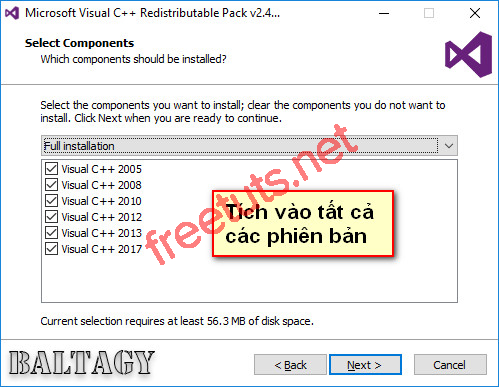 Microsoft Visual C++ Redistributable Pack v2.4...
Select Components
Which components should be installed?
Select the components you want to install; clear the components you do not want to
install. Click Next when you are ready to continue.
Full installation
Visual C++ 2005
Visual C++ 2008
Visual C++ 2010
Visual C++ 2012
Visual C++ 2013
Visual C++ 2017
Tích vào tất cả
các phiên bản
freetuts.net
Current selection requires at least 56.3 MB of disk space.
BALTAGY
< Back
Next >
Cancel